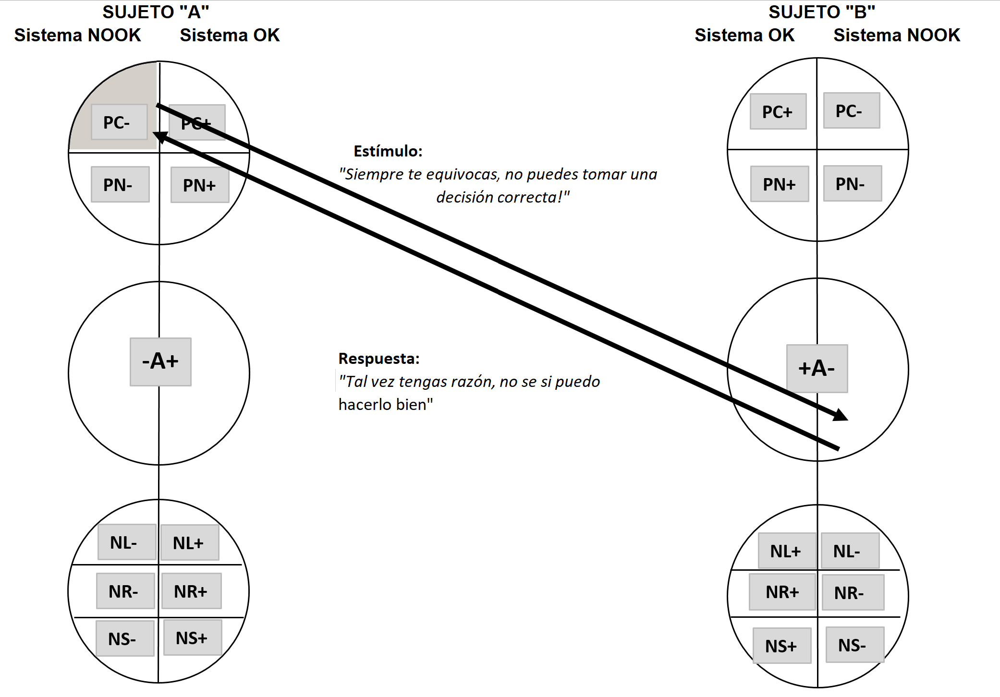 SUJETO "A"
Sistema NOOK
Sistema OK
SUJETO "B"
Sistema OK
Sistema NOOK
PC-
PC+
PN-
PN+
-A+
NL-
NL+
NR-
NR+
NS-
NS+
Estímulo:
"Siempre te equivocas, no puedes tomar una
decisión correcta!"
Respuesta:
"Tal vez tengas razón, no se si puedo
hacerlo bien"
PC+
PC-
PN+
PN-
+A-
NL+
NL-
NR+
NR-
NS+
NS-